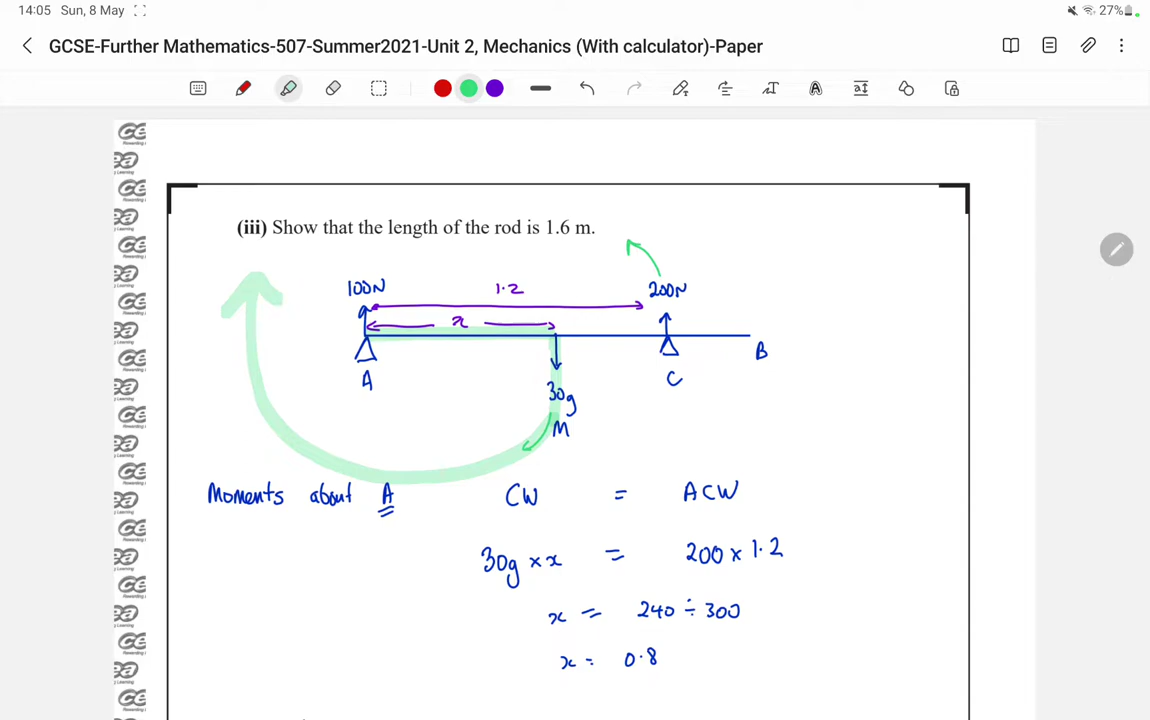 14:05 Sun, 8 May 27%
GCSE-Further Mathematics-507-Summer2021-Unit 2, Mechanics (With calculator)-Paper
(iii) Show that the length of the rod is 1.6 m.
100N 1.2 200N
x
A C B
30g
M
Moments about A CW = ACW
30g × x = 200 × 1.2
x = 240 ÷ 300
x = 0.8